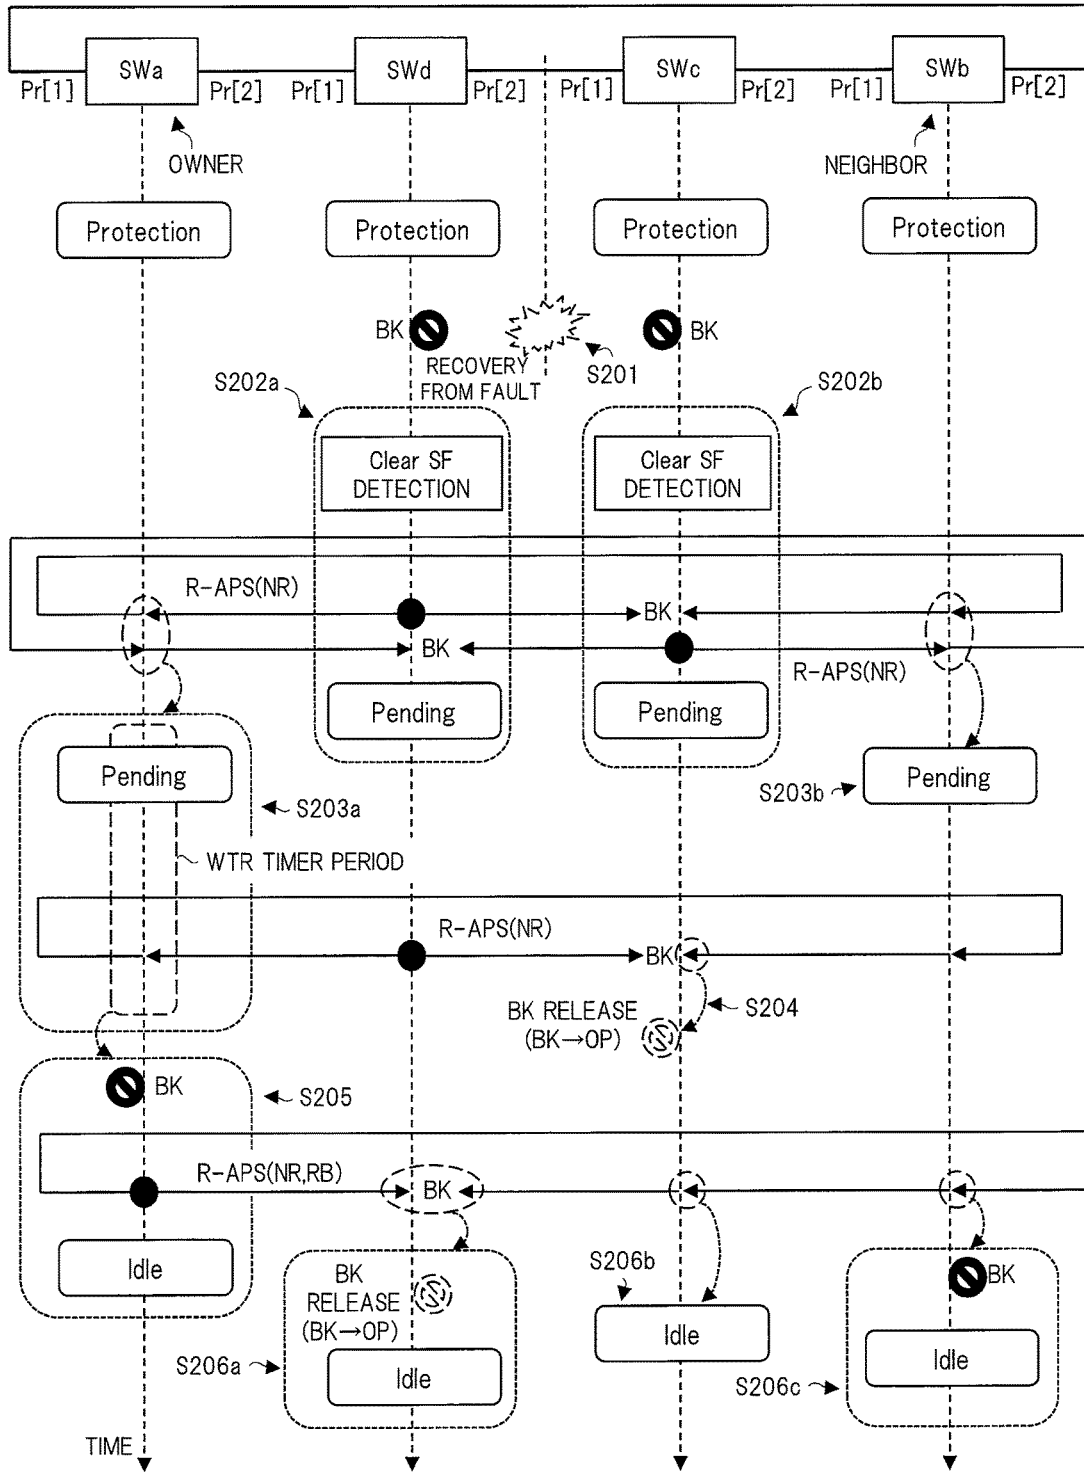 SWa
SWd
SWc
SWb
Pr[1]
Pr[2]
Pr[1]
Pr[2]
Pr[1]
Pr[2]
Pr[1]
Pr[2]
OWNER
NEIGHBOR
Protection
Protection
Protection
Protection
BK
BK
RECOVERY
FROM FAULT
S201
S202a
S202b
Clear SF
DETECTION
Clear SF
DETECTION
R-APS(NR)
BK
BK
R-APS(NR)
Pending
Pending
Pending
Pending
S203a
S203b
WTR TIMER PERIOD
R-APS(NR)
BK
BK RELEASE
(BK→OP)
S204
BK
S205
R-APS(NR,RB)
BK
Idle
BK
RELEASE
(BK→OP)
S206b
BK
Idle
Idle
Idle
S206a
S206c
TIME